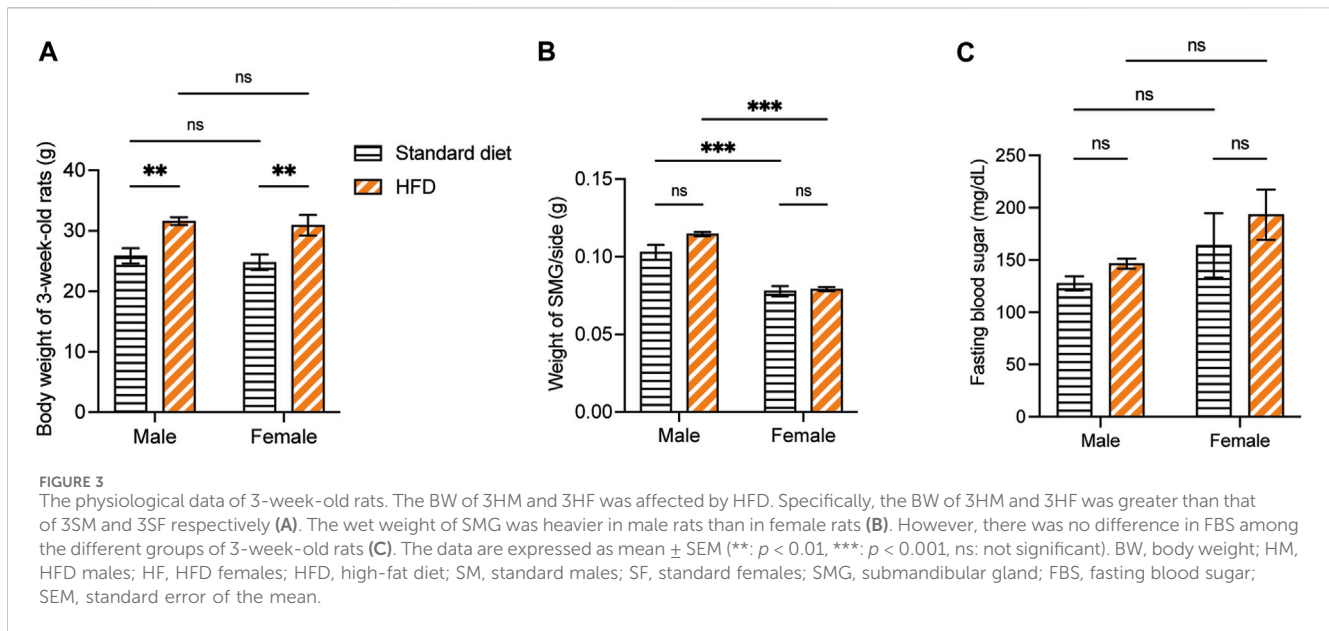 A
ns
ns
**
**
Body weight of 3-week-old rats (g)
40
30
20
10
0
Male
Female
Standard diet
HFD
B
***
***
ns
ns
Weight of SMG/side (g)
0.15
0.10
0.05
0.00
Male
Female
C
ns
ns
ns
ns
Fasting blood sugar (mg/dL)
250
200
150
100
50
0
Male
Female
FIGURE 3
The physiological data of 3-week-old rats. The BW of 3HM and 3HF was affected by HFD. Specifically, the BW of 3HM and 3HF was greater than that
of 3SM and 3SF respectively (A). The wet weight of SMG was heavier in male rats than in female rats (B). However, there was no difference in FBS among
the different groups of 3-week-old rats (C). The data are expressed as mean ± SEM (**: p < 0.01, ***: p < 0.001, ns: not significant). BW, body weight; HM,
HFD males; HF, HFD females; HFD, high-fat diet; SM, standard males; SF, standard females; SMG, submandibular gland; FBS, fasting blood sugar;
SEM, standard error of the mean.